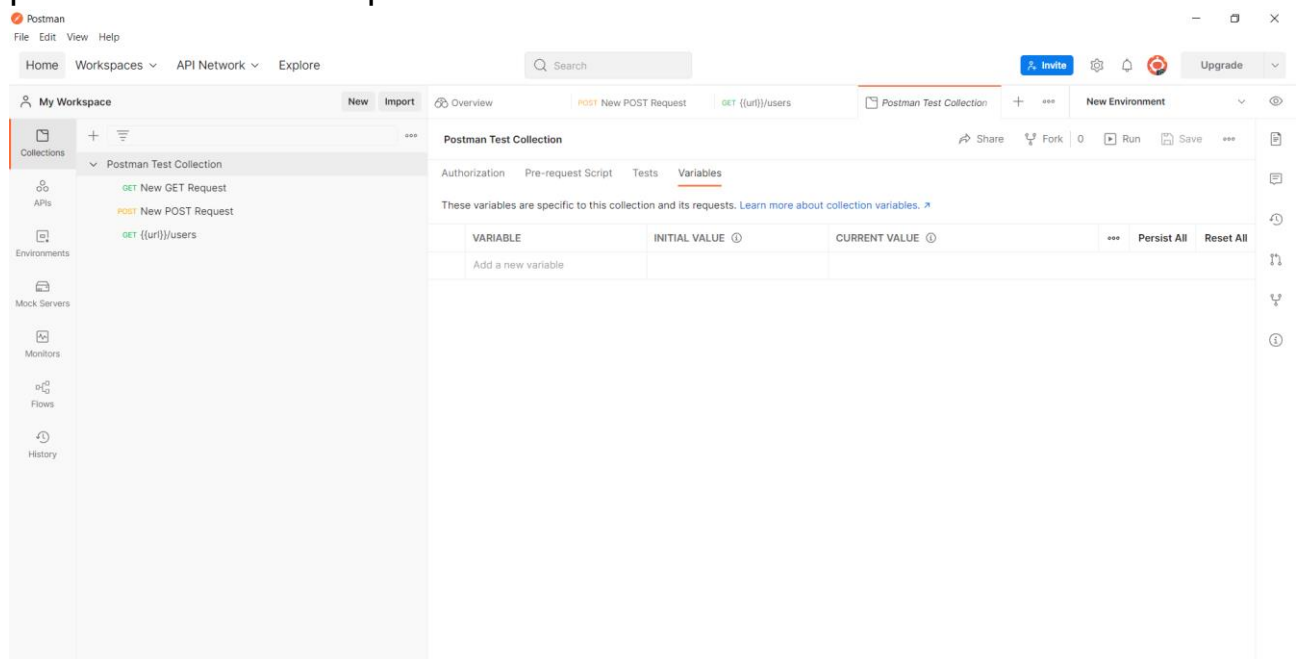 Postman
File Edit View Help
Home Workspaces API Network Explore
Search
Invite
Upgrade
My Workspace
New Import
Overview
POST New POST Request
GET {{url}}/users
Postman Test Collection
New Environment
Collections
APIs
Environments
Mock Servers
Monitors
Flows
History
Postman Test Collection
GET New GET Request
POST New POST Request
GET {{url}}/users
Postman Test Collection
Share Fork 0 Run Save
Authorization Pre-request Script Tests Variables
These variables are specific to this collection and its requests. Learn more about collection variables. ↗
VARIABLE INITIAL VALUE CURRENT VALUE Persist All Reset All
Add a new variable